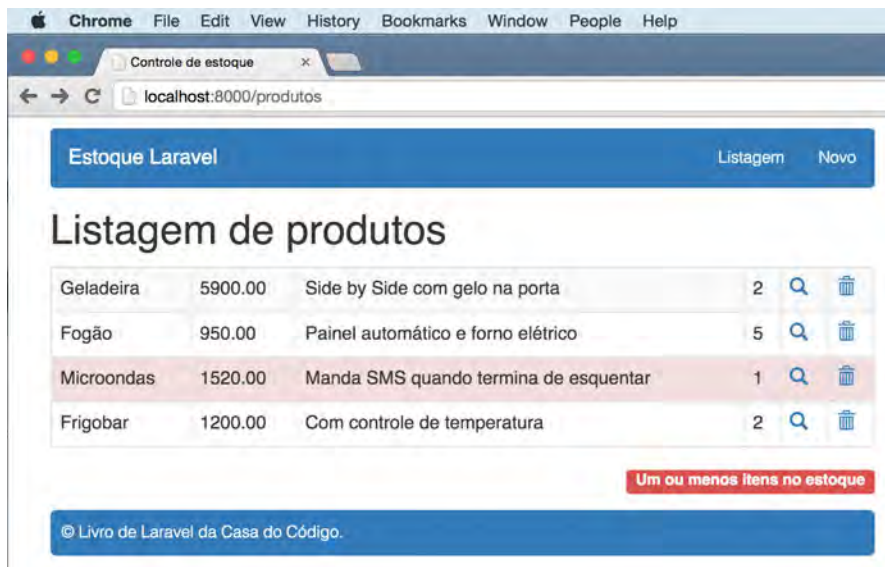 Chrome File Edit View History Bookmarks Window People Help
Controle de estoque
localhost:8000/produtos
Estoque Laravel Listagem Novo
Listagem de produtos
Geladeira 5900.00 Side by Side com gelo na porta 2
Fogão 950.00 Painel automático e forno elétrico 5
Microondas 1520.00 Manda SMS quando termina de esquentar 1
Frigobar 1200.00 Com controle de temperatura 2
Um ou menos itens no estoque
© Livro de Laravel da Casa do Código.